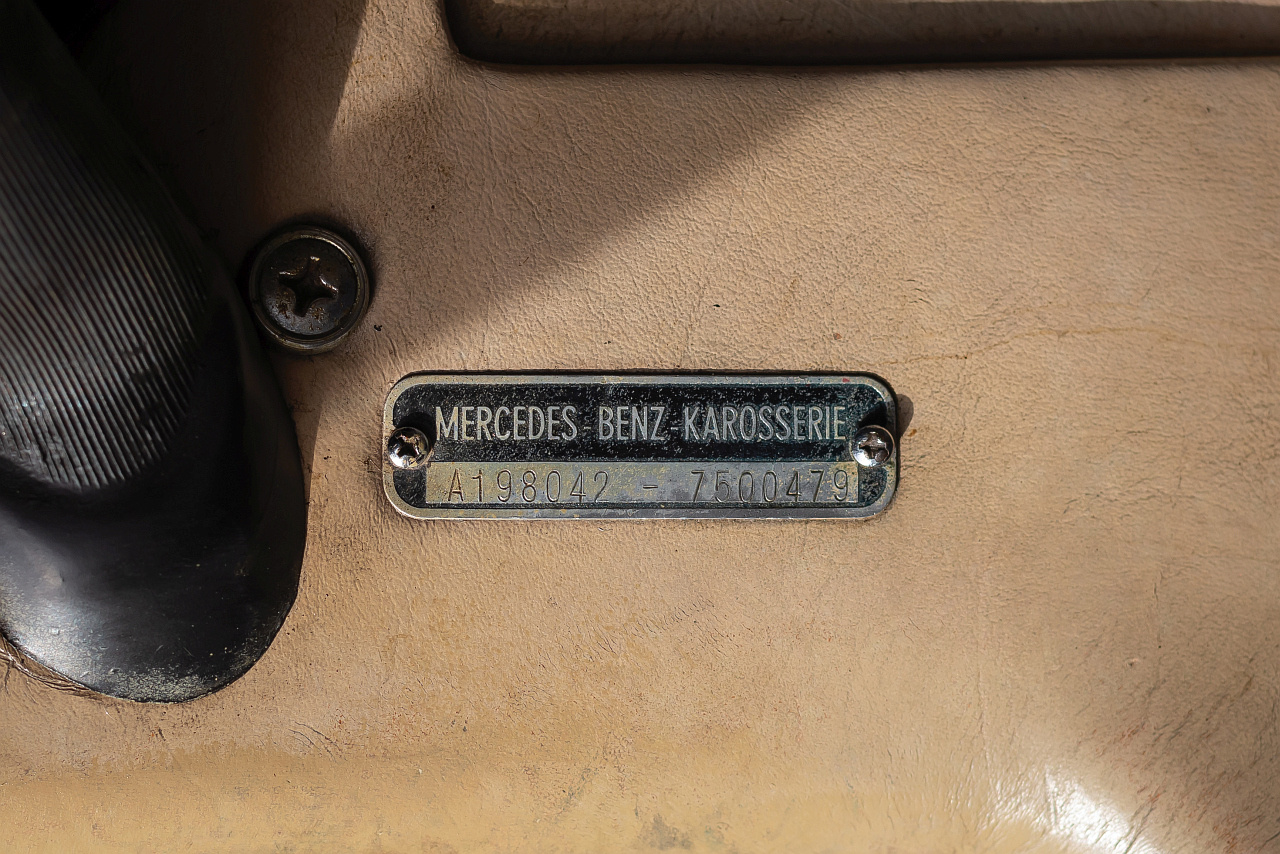 MERCEDES-BENZ-KAROSSERIE
A198042 - 7500479